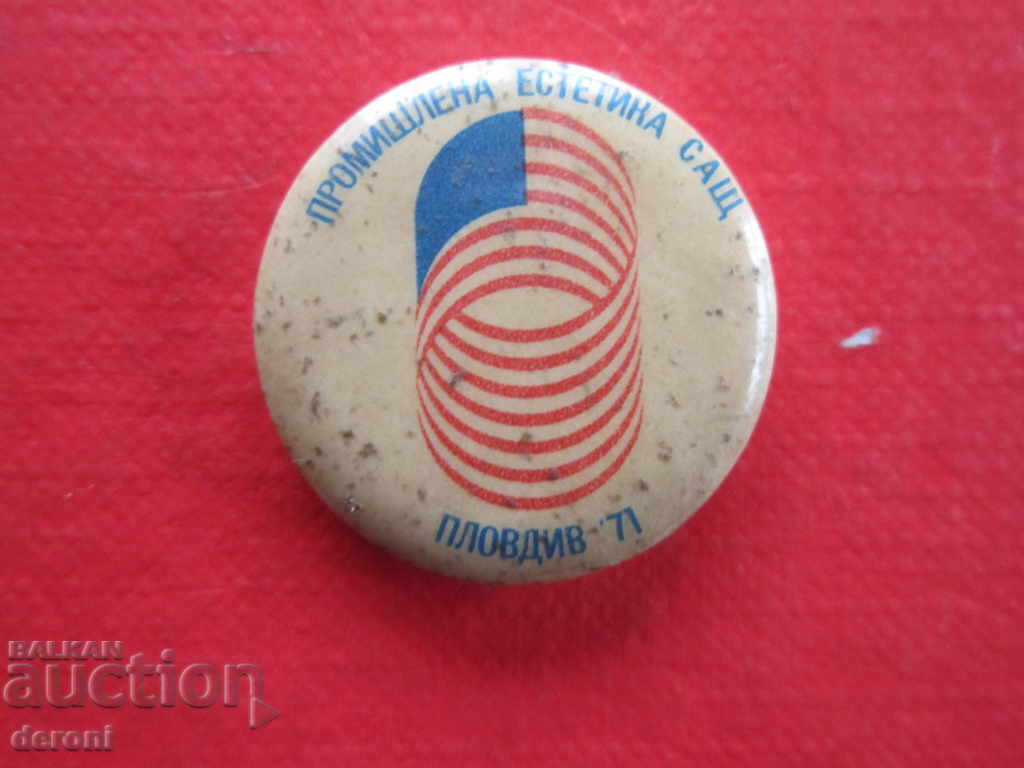 ПРОМИШЛЕНА ЕСТЕТИКА САЩ
ПЛОВДИВ '71
BALKAN
auction
deroni